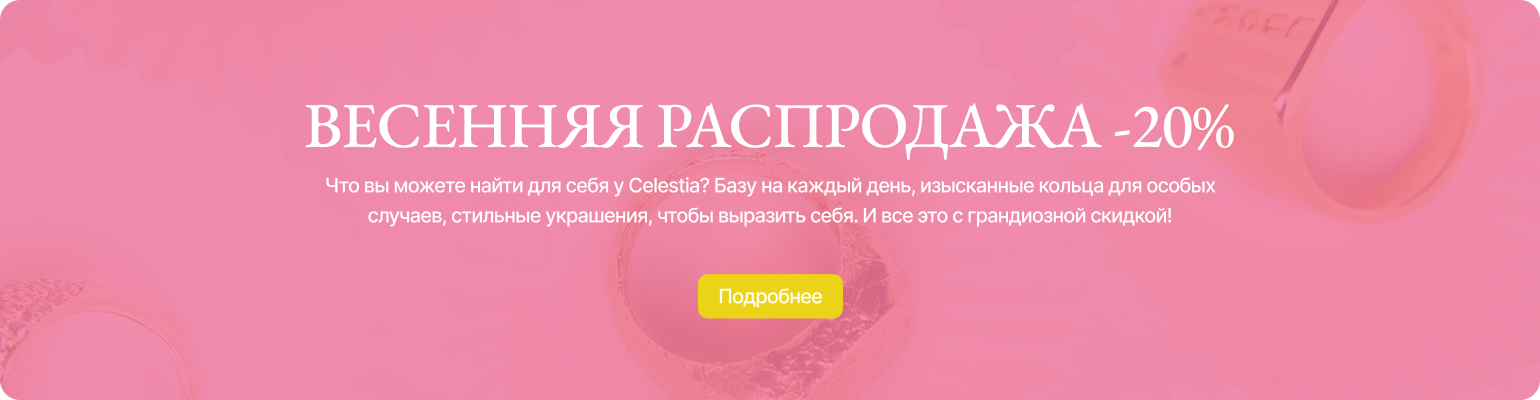 ВЕСЕННЯЯ РАСПРОДАЖА -20%
Что вы можете найти для себя у Celestia? Базу на каждый день, изысканные кольца для особых
случаев, стильные украшения, чтобы выразить себя. И все это с грандиозной скидкой!
Подробнее